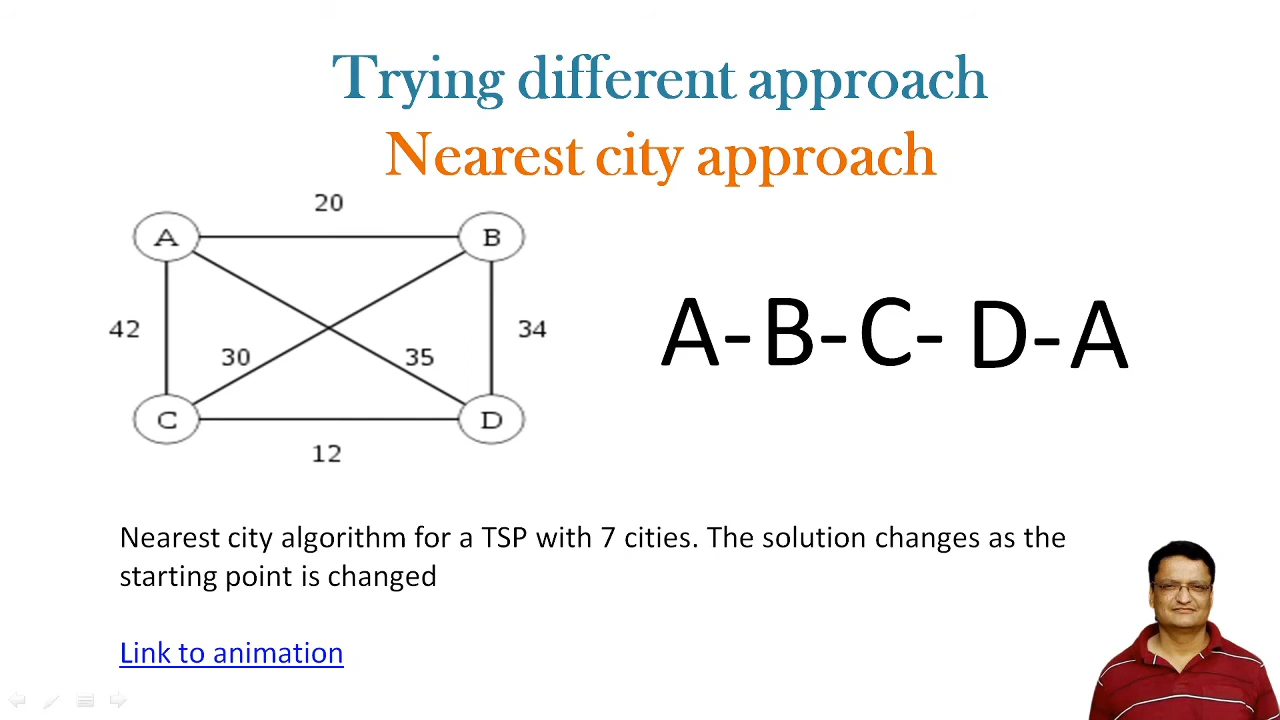 Trying different approach
Nearest city approach
20
A
B
42
30
35
34
C
D
12
A-B-C- D-A
Nearest city algorithm for a TSP with 7 cities. The solution changes as the
starting point is changed
Link to animation